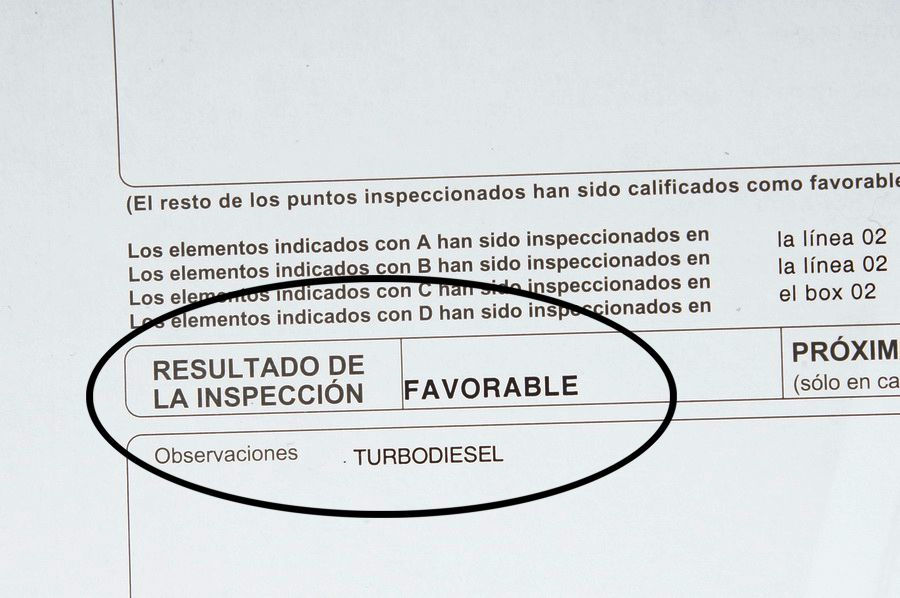 (El resto de los puntos inspeccionados han sido calificados como favorable
Los elementos indicados con A han sido inspeccionados en la línea 02
Los elementos indicados con B han sido inspeccionados en la línea 02
Los elementos indicados con C han sido inspeccionados en el box 02
Los elementos indicados con D han sido inspeccionados en
RESULTADO DE
LA INSPECCIÓN
FAVORABLE
PRÓXIM
(sólo en ca
Observaciones . TURBODIESEL